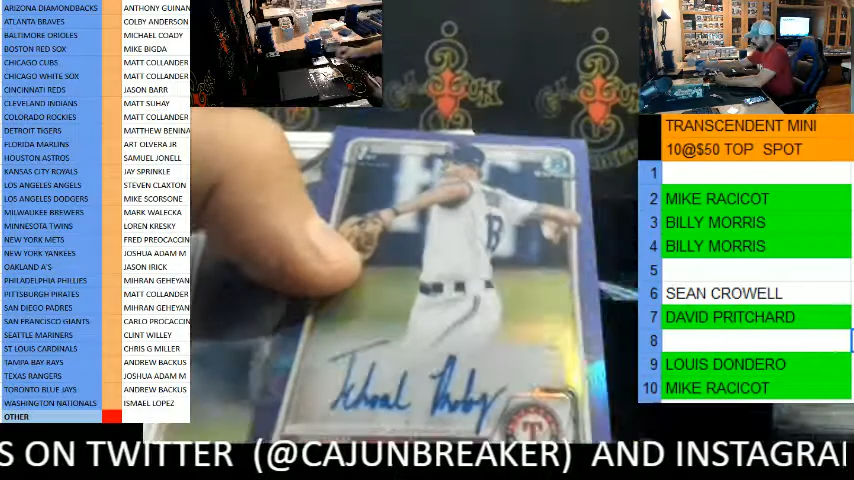 ARIZONA DIAMONDBACKS ANTHONY GUINAN
ATLANTA BRAVES COLBY ANDERSON
BALTIMORE ORIOLES MICHAEL COADY
BOSTON RED SOX MIKE BIGDA
CHICAGO CUBS MATT COLLANDER
CHICAGO WHITE SOX MATT COLLANDER
CINCINNATI REDS JASON BARR
CLEVELAND INDIANS MATT SUHAY
COLORADO ROCKIES MATT COLLANDER
DETROIT TIGERS MATTHEW BENINA
FLORIDA MARLINS ART OLVERA JR
HOUSTON ASTROS SAMUEL JONELL
KANSAS CITY ROYALS JAY SPRINKLE
LOS ANGELES ANGELS STEVEN CLAXTON
LOS ANGELES DODGERS MIKE SCORSONE
MILWAUKEE BREWERS MARK WALECKA
MINNESOTA TWINS LOREN KRESKY
NEW YORK METS FRED PREOCACCIN
NEW YORK YANKEES JOSHUA ADAM M
OAKLAND A'S JASON IRICK
PHILADELPHIA PHILLIES MIHRAN GEHEYAN
PITTSBURGH PIRATES MATT COLLANDER
SAN DIEGO PADRES MIHRAN GEHEYAN
SAN FRANCISCO GIANTS CARLO PROCACCIN
SEATTLE MARINERS CLINT WILLEY
ST LOUIS CARDINALS CHRIS G MILLER
TAMPA BAY RAYS ANDREW BACKUS
TEXAS RANGERS JOSHUA ADAM M
TORONTO BLUE JAYS ANDREW BACKUS
WASHINGTON NATIONALS ISMAEL LOPEZ
OTHER
1st
B
T
TRANSCENDENT MINI
10@$50 TOP SPOT
1
2 MIKE RACICOT
3 BILLY MORRIS
4 BILLY MORRIS
5
6 SEAN CROWELL
7 DAVID PRITCHARD
8
9 LOUIS DONDERO
10 MIKE RACICOT
S ON TWITTER (@CAJUNBREAKER) AND INSTAGRAI